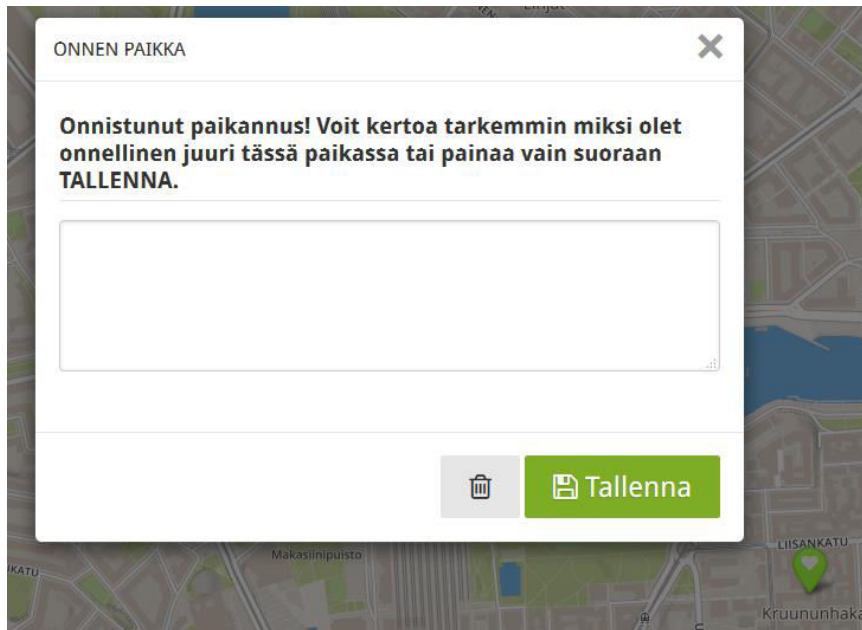 ONNEN PAIKKA
Onnistunut paikannus! Voit kertoa tarkemmin miksi olet
onnellinen juuri tässä paikassa tai painaa vain suoraan
TALLENNA.
Tallenna
Makasiinipuisto
LIISANKATU
IKATU
Kruununhaka